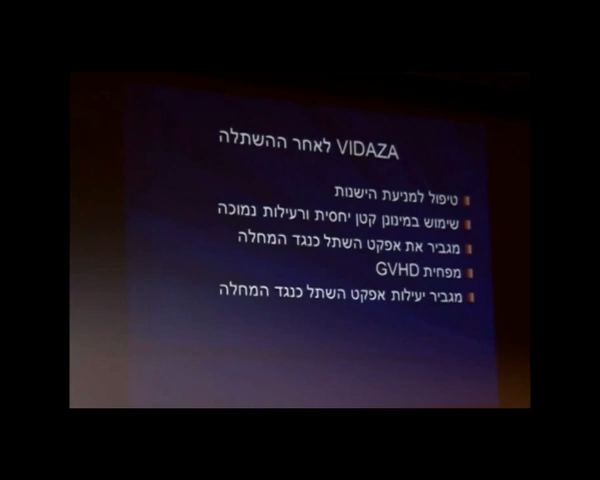 VIDAZA לאחר ההשתלה
טיפול למניעת הישנות
שימוש במינונן קטן יחסית ורעילות נמוכה
מגביר את אפקט השתל כנגד המחלה
מפחית GVHD
מגביר יעילות אפקט השתל כנגד המחלה